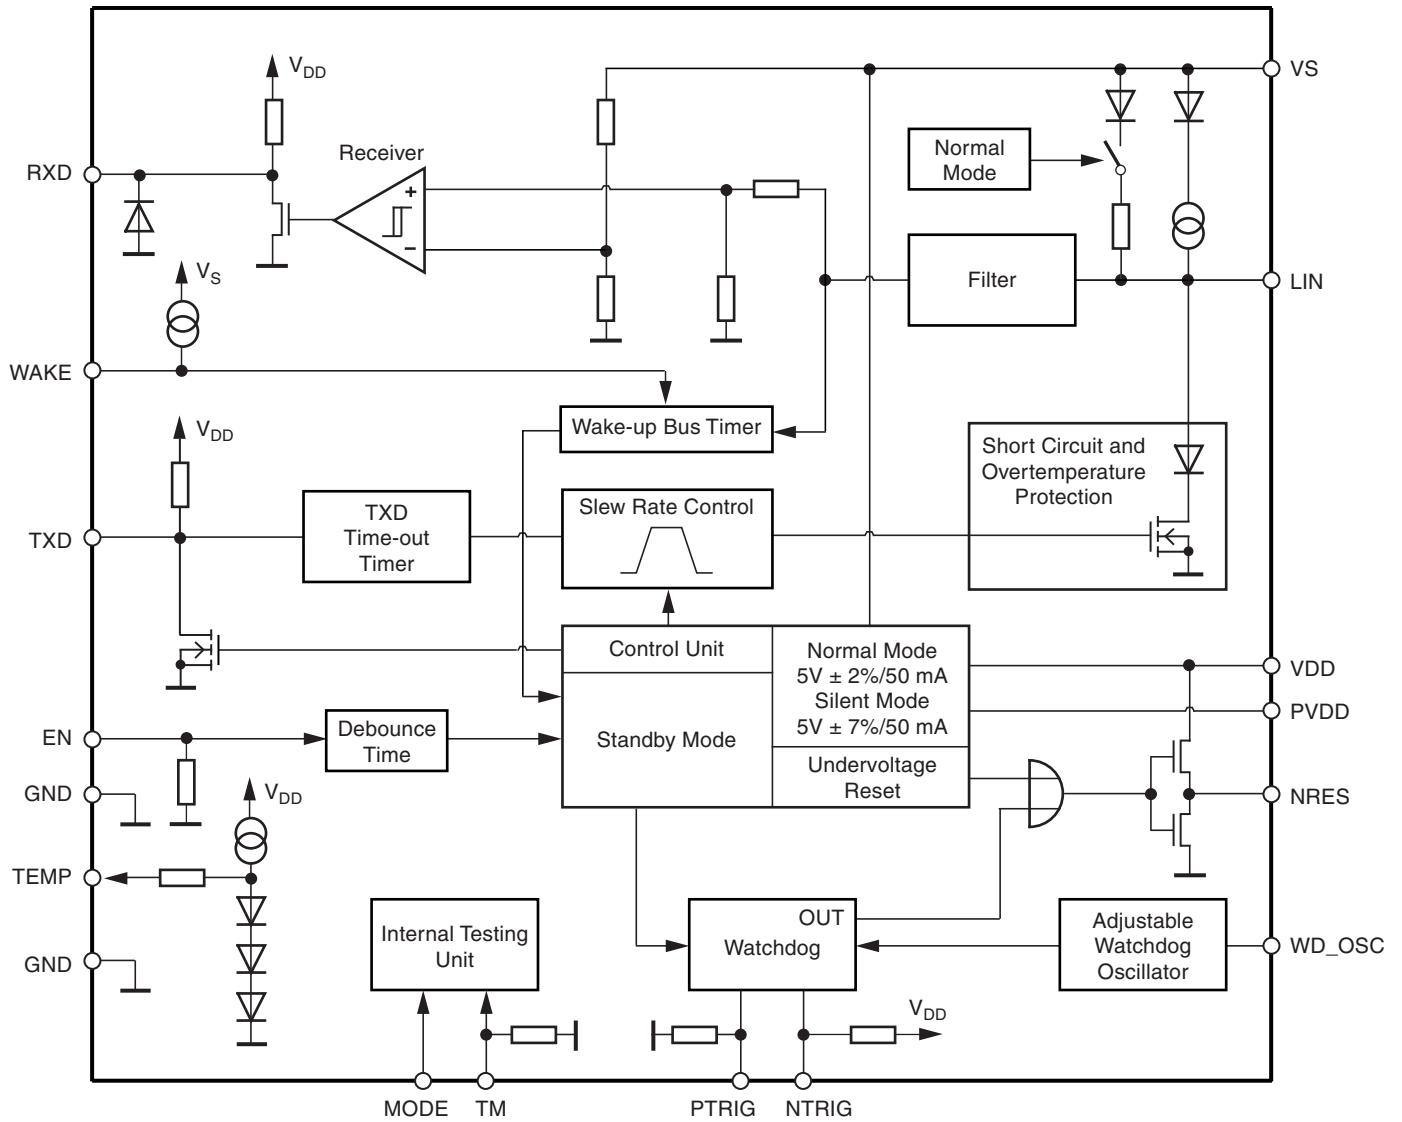 VDD
VS
RXD
Receiver
+
−
Normal
Mode
VS
Filter
LIN
WAKE
Wake-up Bus Timer
VDD
Short Circuit and
Overtemperature
Protection
TXD
TXD
Time-out
Timer
Slew Rate Control
Control Unit
Normal Mode
5V ± 2%/50 mA
Silent Mode
5V ± 7%/50 mA
VDD
PVDD
EN
Debounce
Time
Standby Mode
Undervoltage
Reset
GND
VDD
NRES
TEMP
Internal Testing
Unit
OUT
Watchdog
Adjustable
Watchdog
Oscillator
WD_OSC
GND
VDD
MODE
TM
PTRIG
NTRIG